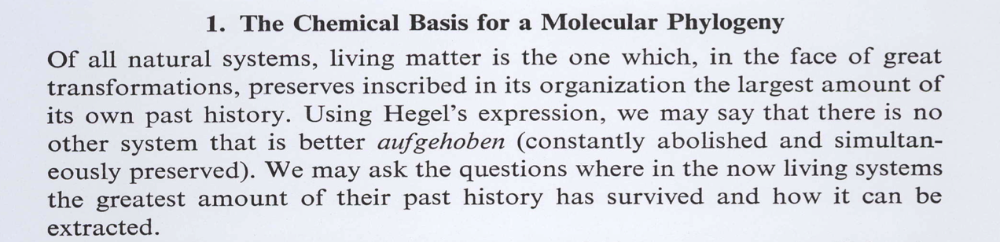 1. The Chemical Basis for a Molecular Phylogeny
Of all natural systems, living matter is the one which, in the face of great
transformations, preserves inscribed in its organization the largest amount of
its own past history. Using Hegel's expression, we may say that there is no
other system that is better aufgehoben (constantly abolished and simultan-
eously preserved). We may ask the questions where in the now living systems
the greatest amount of their past history has survived and how it can be
extracted.